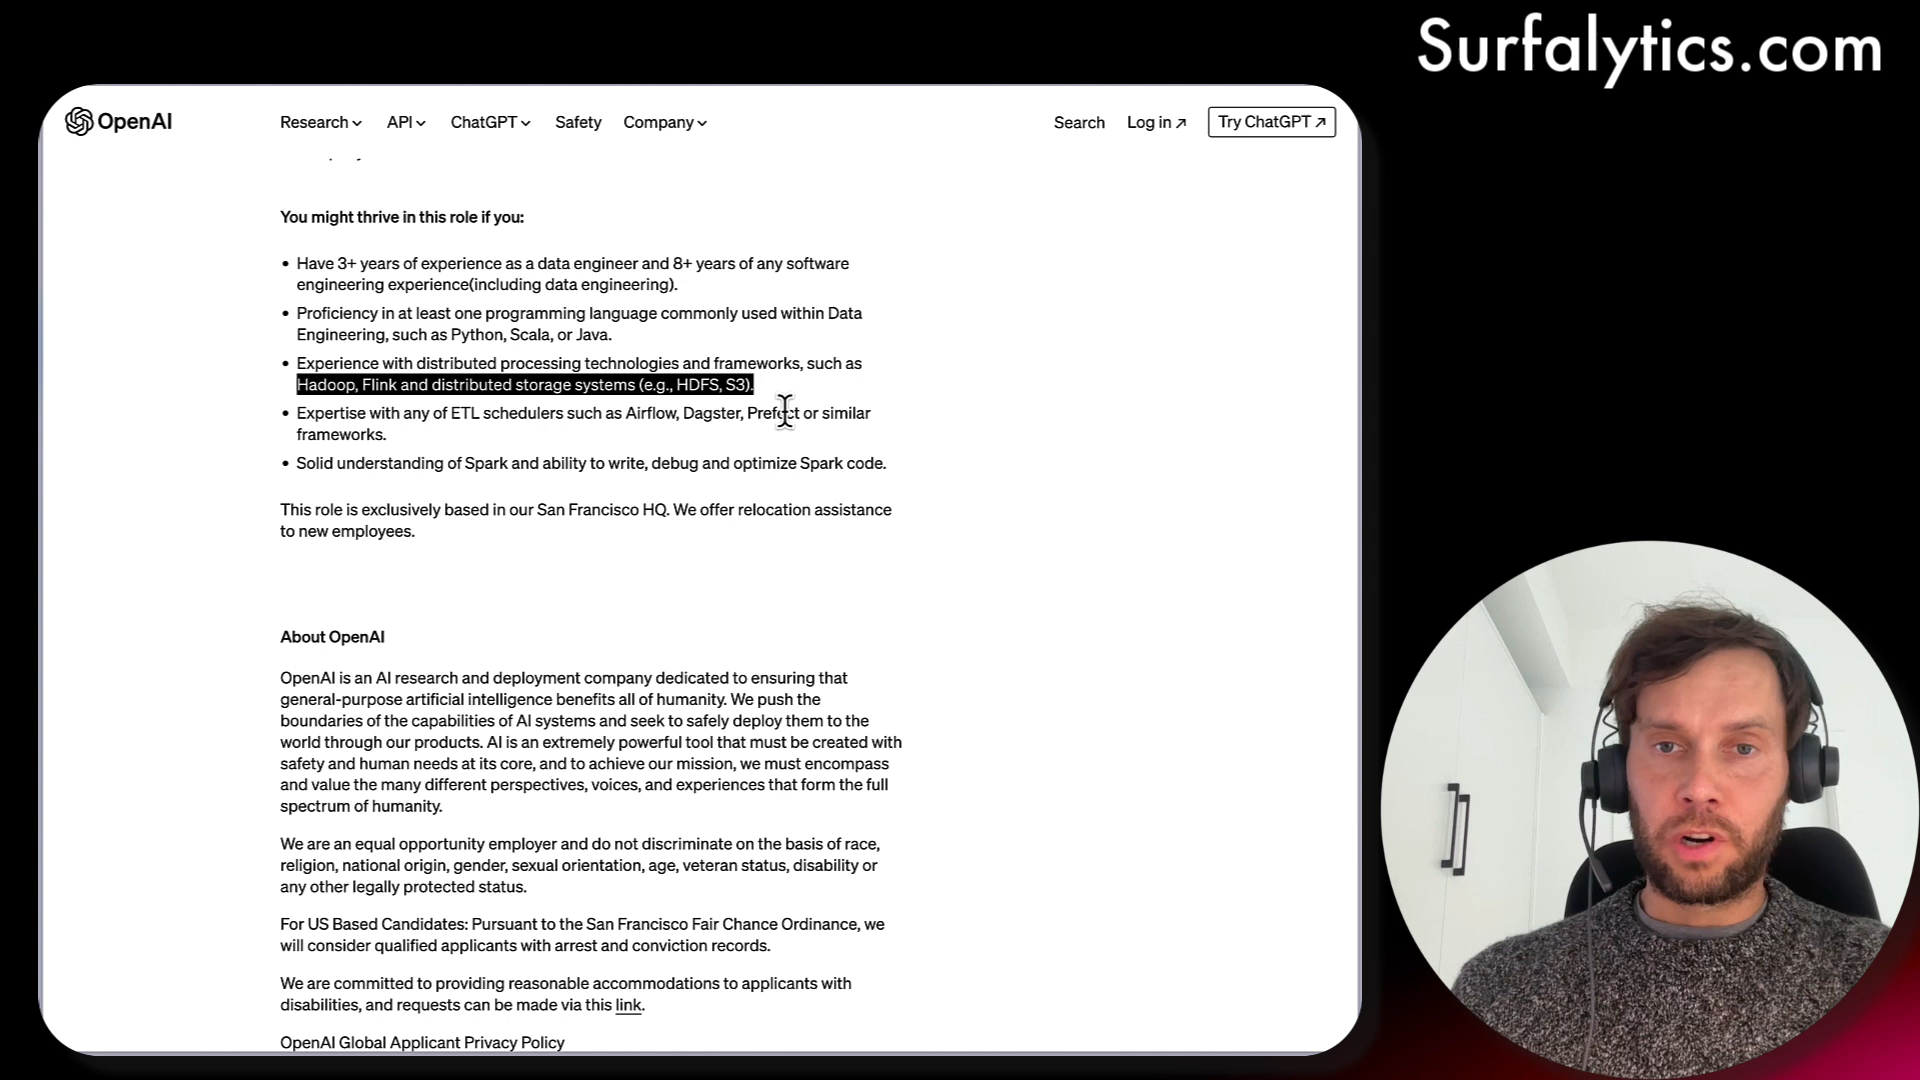 Surfalytics.com
OpenAI
Research API ChatGPT Safety Company Search Log in ↗ Try ChatGPT ↗
You might thrive in this role if you:
• Have 3+ years of experience as a data engineer and 8+ years of any software
engineering experience(including data engineering).
• Proficiency in at least one programming language commonly used within Data
Engineering, such as Python, Scala, or Java.
• Experience with distributed processing technologies and frameworks, such as
Hadoop, Flink and distributed storage systems (e.g., HDFS, S3).
• Expertise with any of ETL schedulers such as Airflow, Dagster, Prefect or similar
frameworks.
• Solid understanding of Spark and ability to write, debug and optimize Spark code.
This role is exclusively based in our San Francisco HQ. We offer relocation assistance
to new employees.
About OpenAI
OpenAI is an AI research and deployment company dedicated to ensuring that
general-purpose artificial intelligence benefits all of humanity. We push the
boundaries of the capabilities of AI systems and seek to safely deploy them to the
world through our products. AI is an extremely powerful tool that must be created with
safety and human needs at its core, and to achieve our mission, we must encompass
and value the many different perspectives, voices, and experiences that form the full
spectrum of humanity.
We are an equal opportunity employer and do not discriminate on the basis of race,
religion, national origin, gender, sexual orientation, age, veteran status, disability or
any other legally protected status.
For US Based Candidates: Pursuant to the San Francisco Fair Chance Ordinance, we
will consider qualified applicants with arrest and conviction records.
We are committed to providing reasonable accommodations to applicants with
disabilities, and requests can be made via this link.
OpenAI Global Applicant Privacy Policy